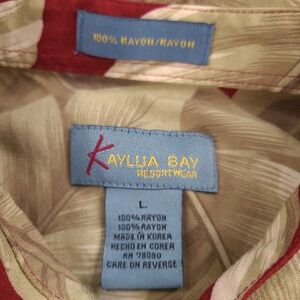 100% RAYON/RAYON
KAYLUA BAY
RESORTWEAR
L
100% RAYON
100% RAYON
MADE IN KOREA
HECHO EN COREA
RN 78090
CARE ON REVERSE